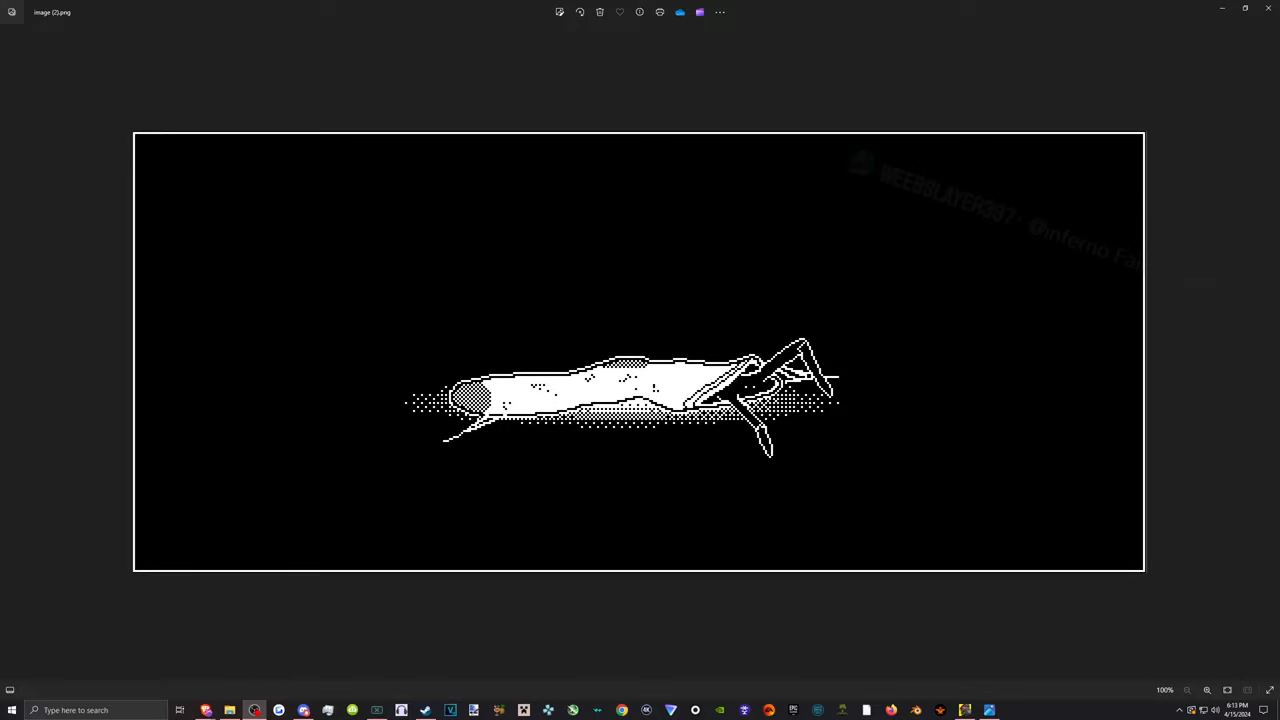 image (2).png
WEEBSLAYER397 · @Inferno Fa
100%
Type here to search
6:13 PM
4/15/2024